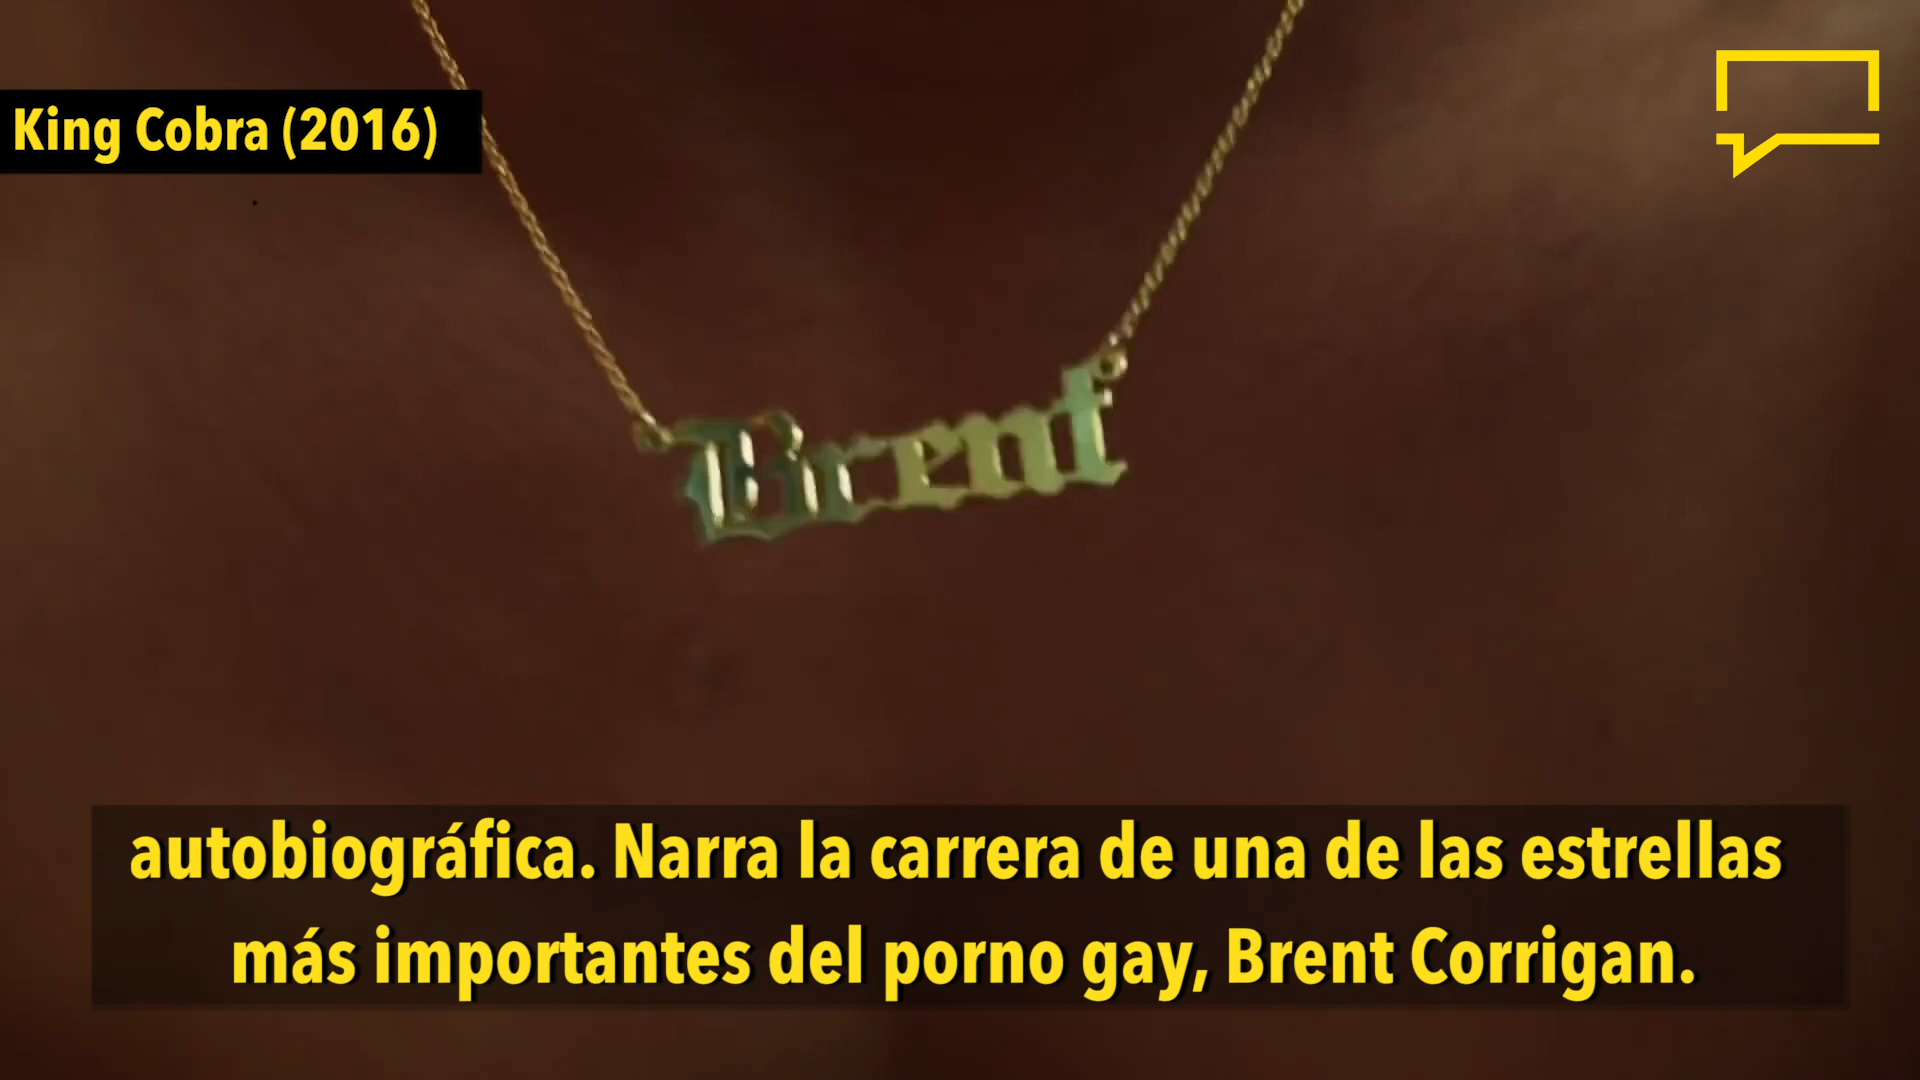 King Cobra (2016)
Brent
autobiográfica. Narra la carrera de una de las estrellas
más importantes del porno gay, Brent Corrigan.